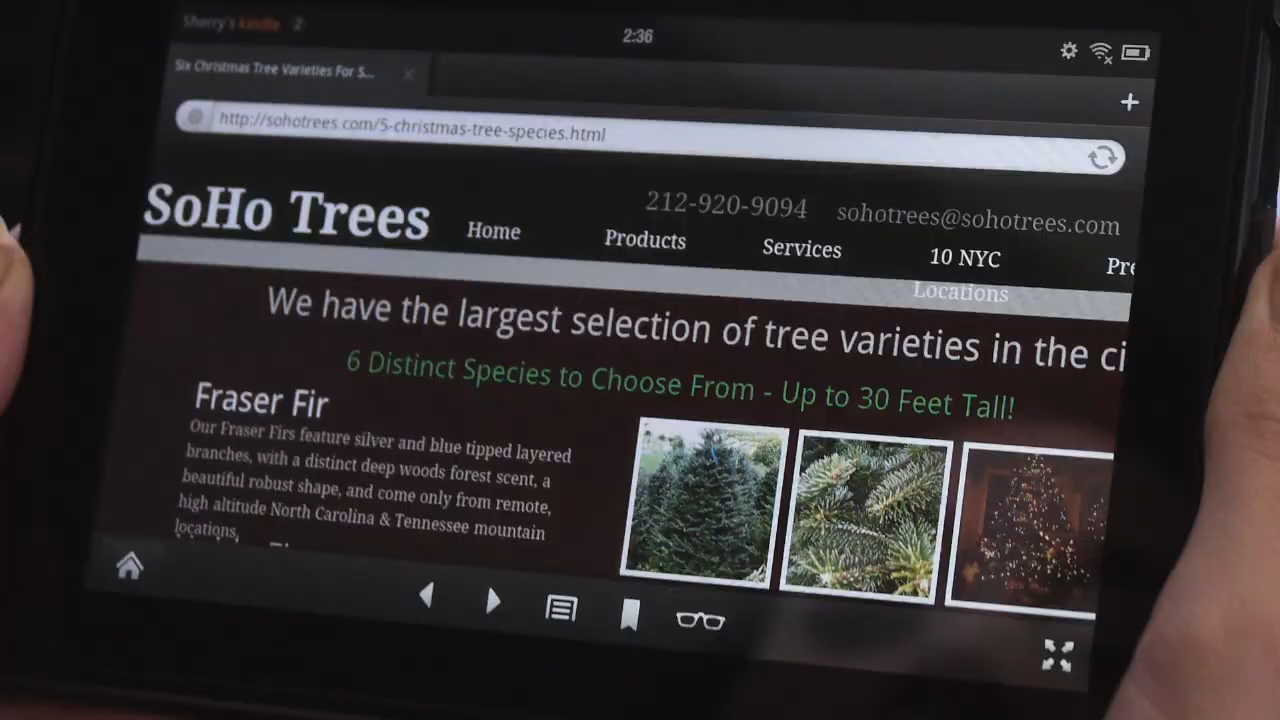 Sherry's kindle 2
2:36
Six Christmas Tree Varieties For S...
http://sohotrees.com/5-christmas-tree-species.html
SoHo Trees
212-920-9094 sohotrees@sohotrees.com
Home Products Services 10 NYC Locations Pre
We have the largest selection of tree varieties in the ci
6 Distinct Species to Choose From - Up to 30 Feet Tall!
Fraser Fir
Our Fraser Firs feature silver and blue tipped layered
branches, with a distinct deep woods forest scent, a
beautiful robust shape, and come only from remote,
high altitude North Carolina & Tennessee mountain
locations,